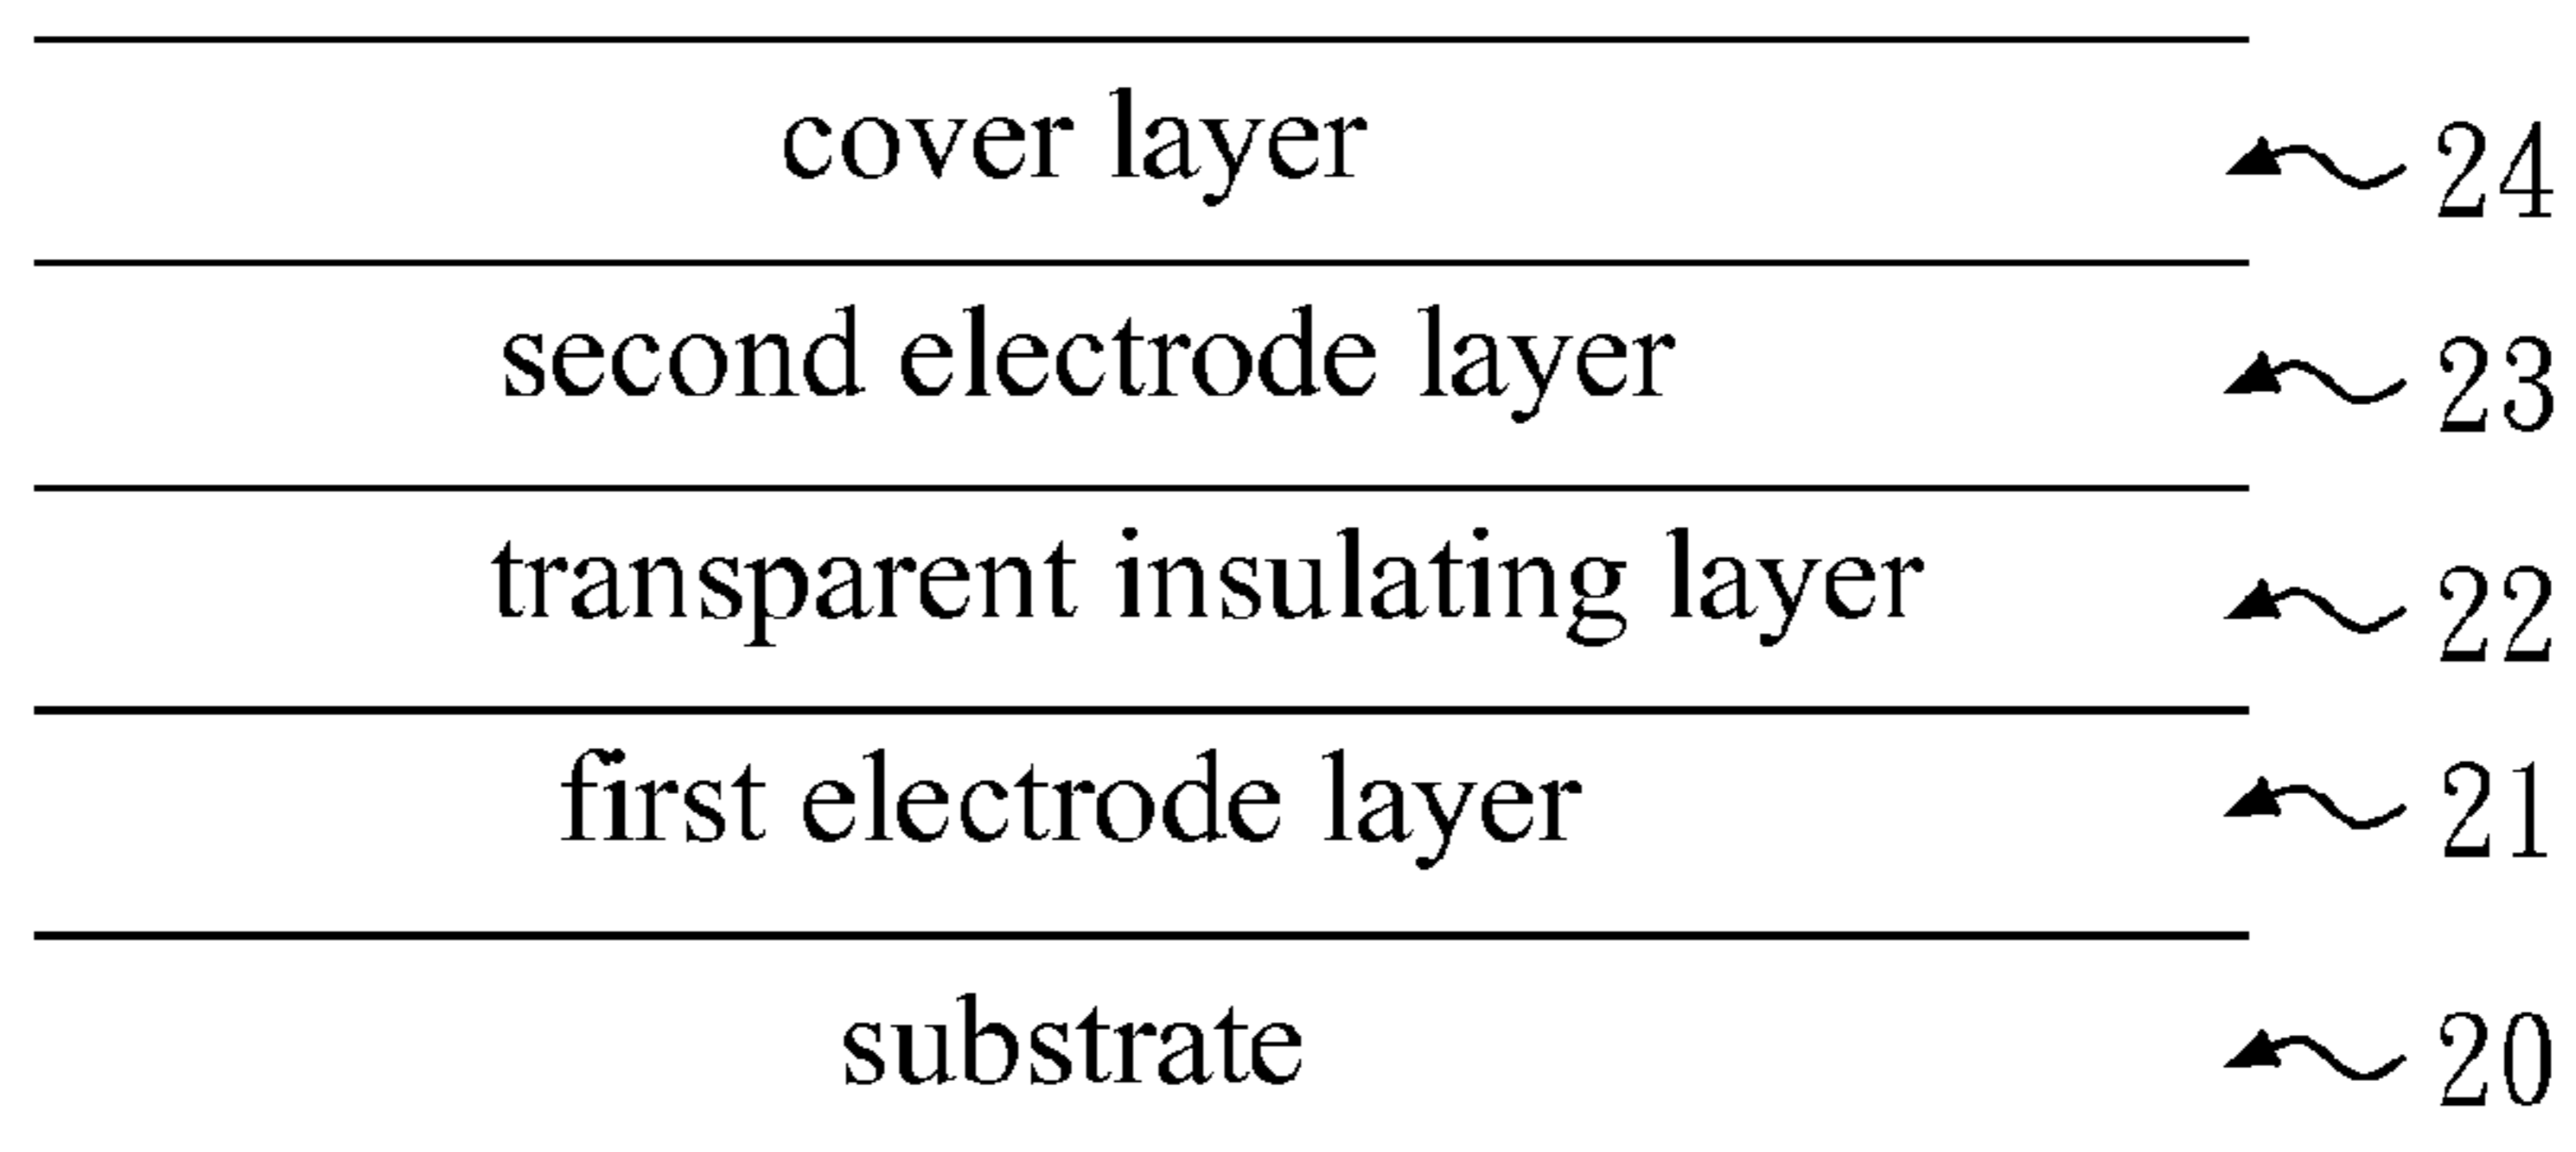 cover layer 24
second electrode layer 23
transparent insulating layer 22
first electrode layer 21
substrate 20